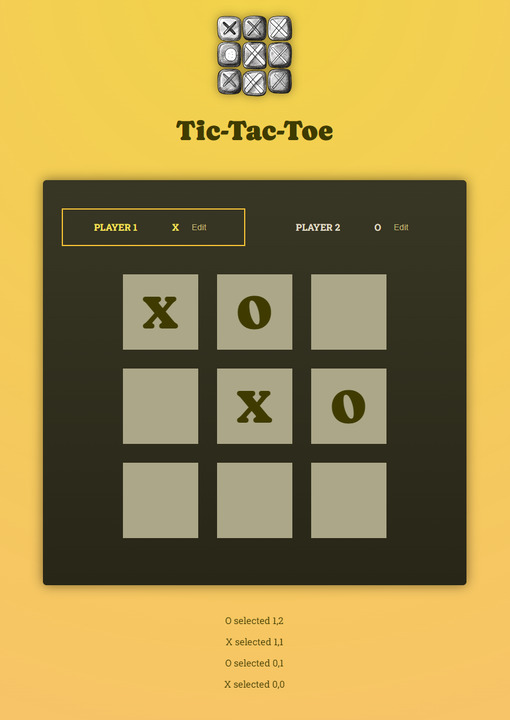 Tic-Tac-Toe
PLAYER 1 X Edit PLAYER 2 O Edit
X O
X O
O selected 1,2
X selected 1,1
O selected 0,1
X selected 0,0